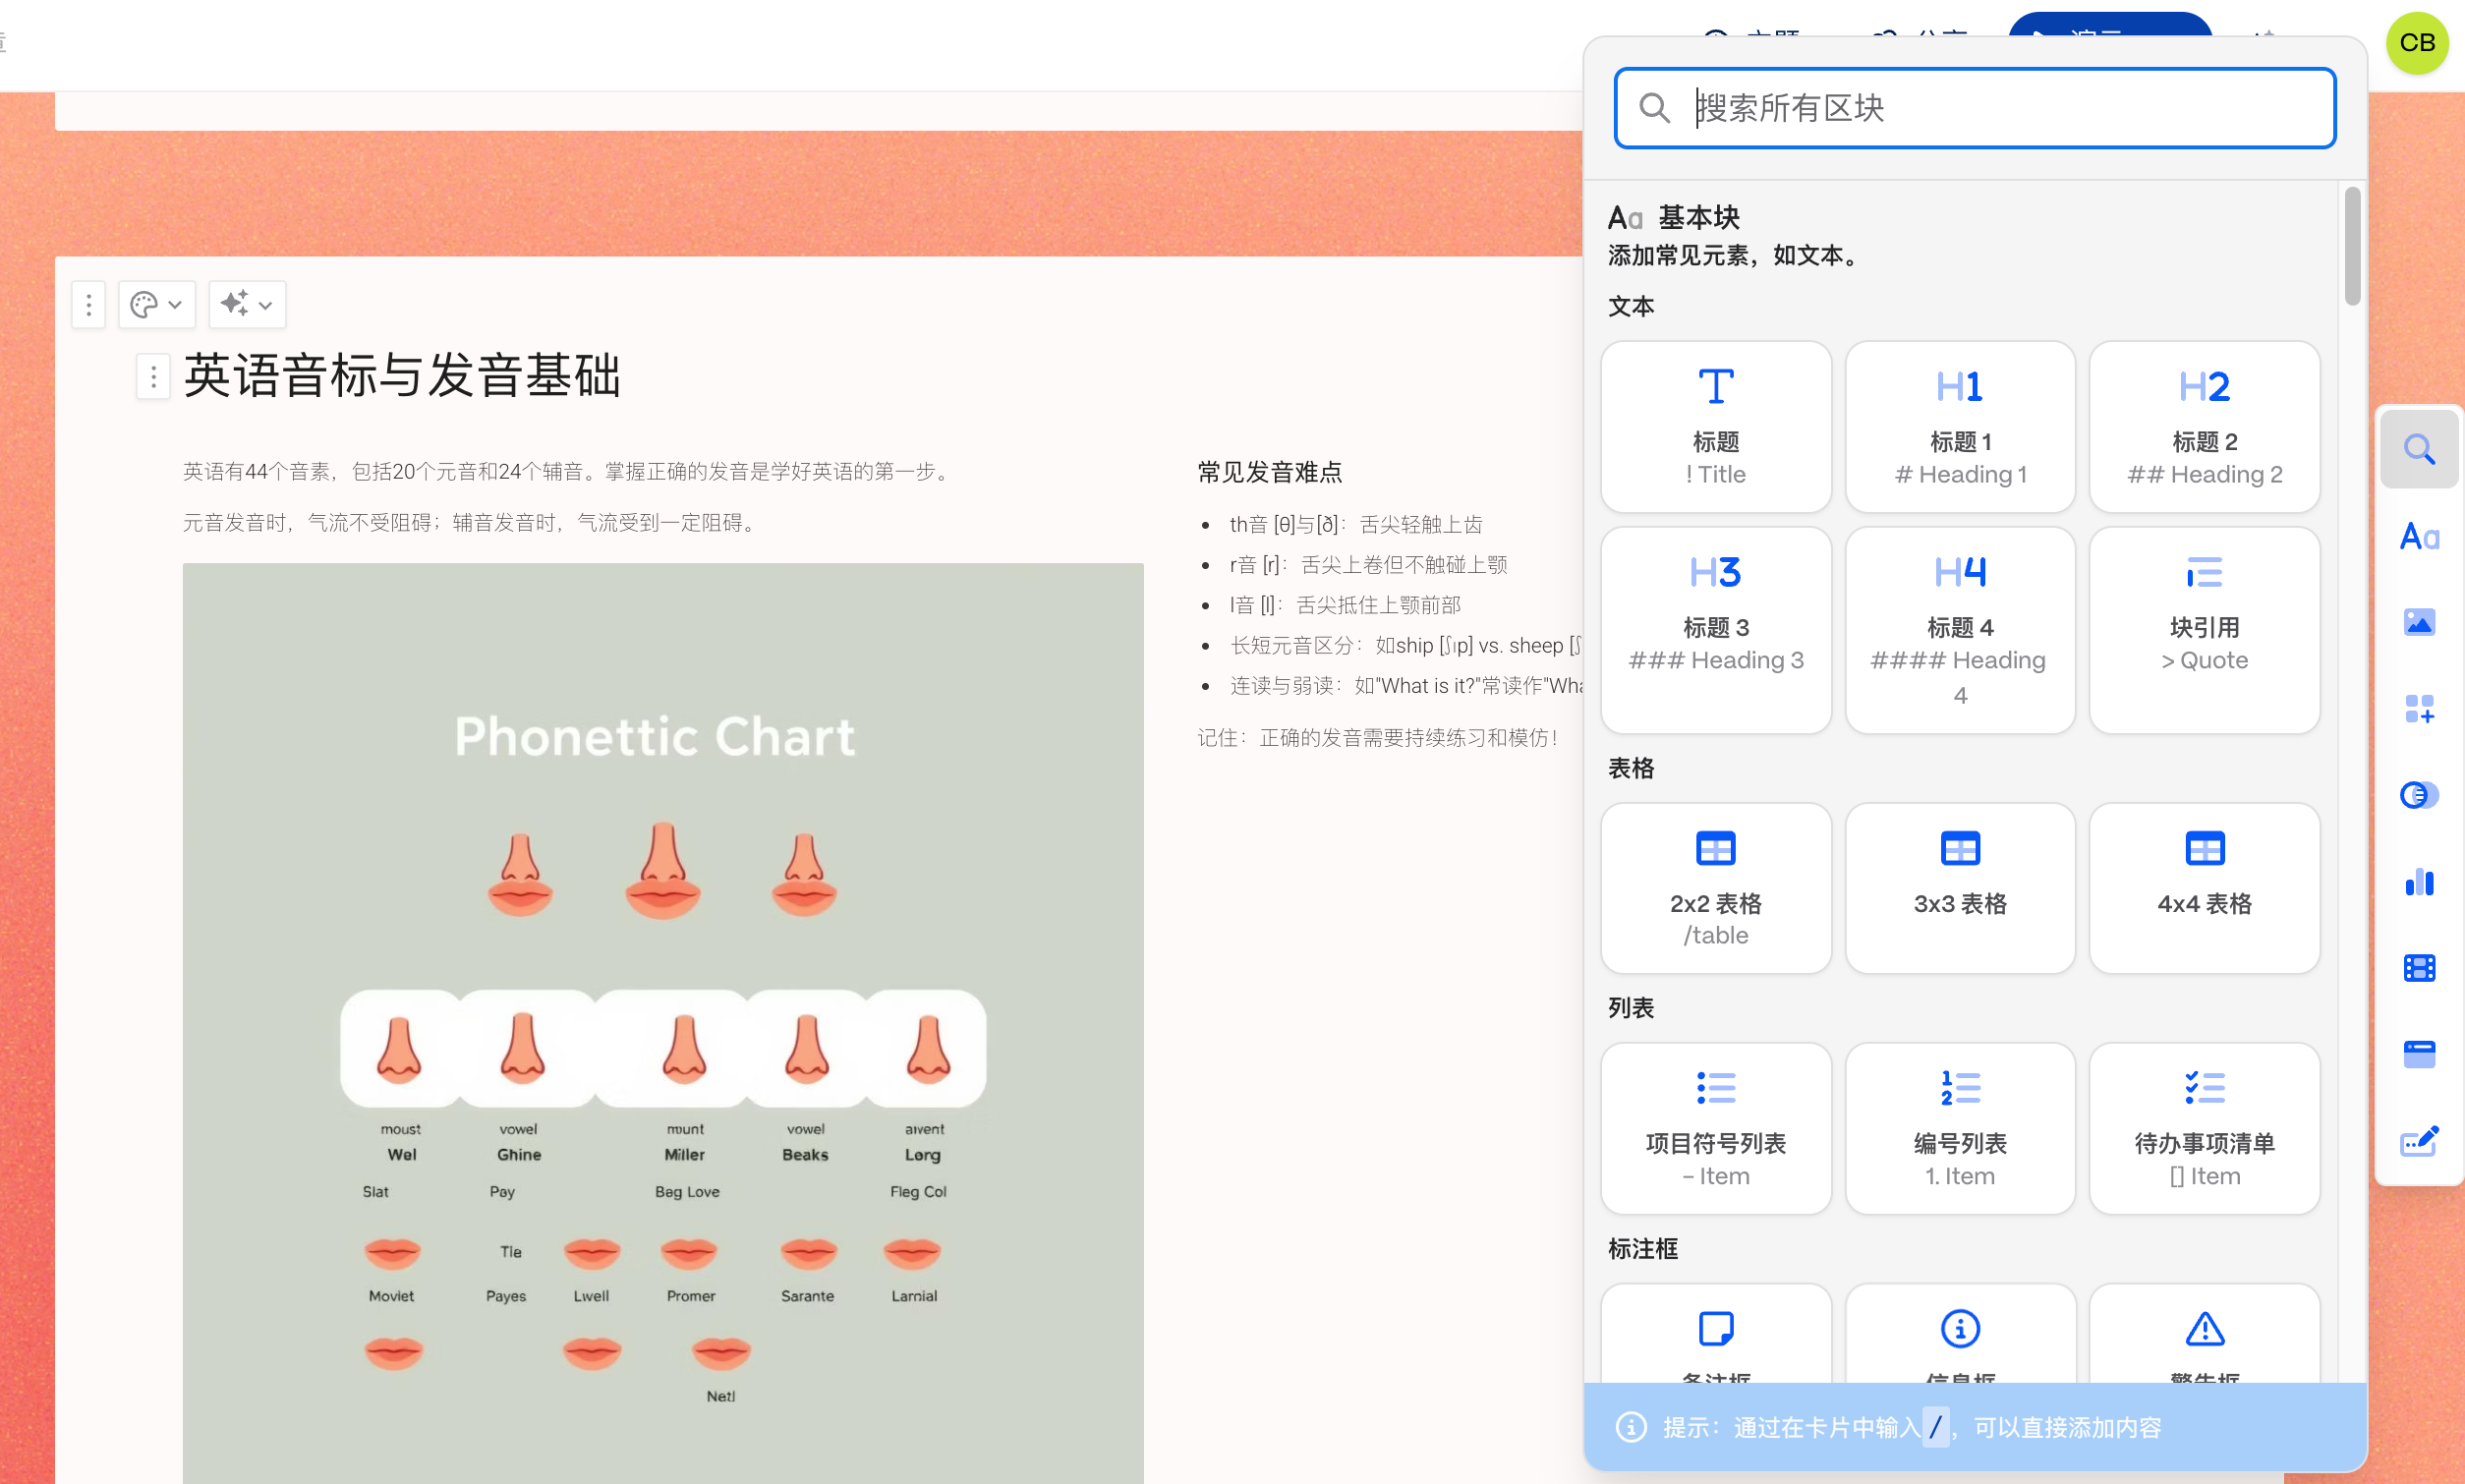 CB
搜索所有区块
Aa 基本块
添加常见元素，如文本。
文本
标题
! Title
H1
标题 1
# Heading 1
H2
标题 2
## Heading 2
H3
标题 3
### Heading 3
H4
标题 4
#### Heading
4
块引用
> Quote
表格
2x2 表格
/table
3x3 表格
4x4 表格
列表
项目符号列表
- Item
编号列表
1. Item
待办事项清单
[] Item
标注框
备注框
信息框
警告框
提示：通过在卡片中输入 / ，可以直接添加内容
Aa
英语音标与发音基础
英语有44个音素，包括20个元音和24个辅音。掌握正确的发音是学好英语的第一步。
元音发音时，气流不受阻碍；辅音发音时，气流受到一定阻碍。
Phonettic Chart
moust vowel mount vowel aivent
Wel Ghine Miller Beaks Lorg
Slat Pay Bag Love Fleg Col
Tle
Moviet Payes Lwell Promer Sarante Larnial
Netl
常见发音难点
• th音 [θ]与[ð]：舌尖轻触上齿
• r音 [r]：舌尖上卷但不触碰上颚
• l音 [l]：舌尖抵住上颚前部
• 长短元音区分：如ship [ʃɪp] vs. sheep [ʃ
• 连读与弱读：如"What is it?"常读作"Wha
记住：正确的发音需要持续练习和模仿！